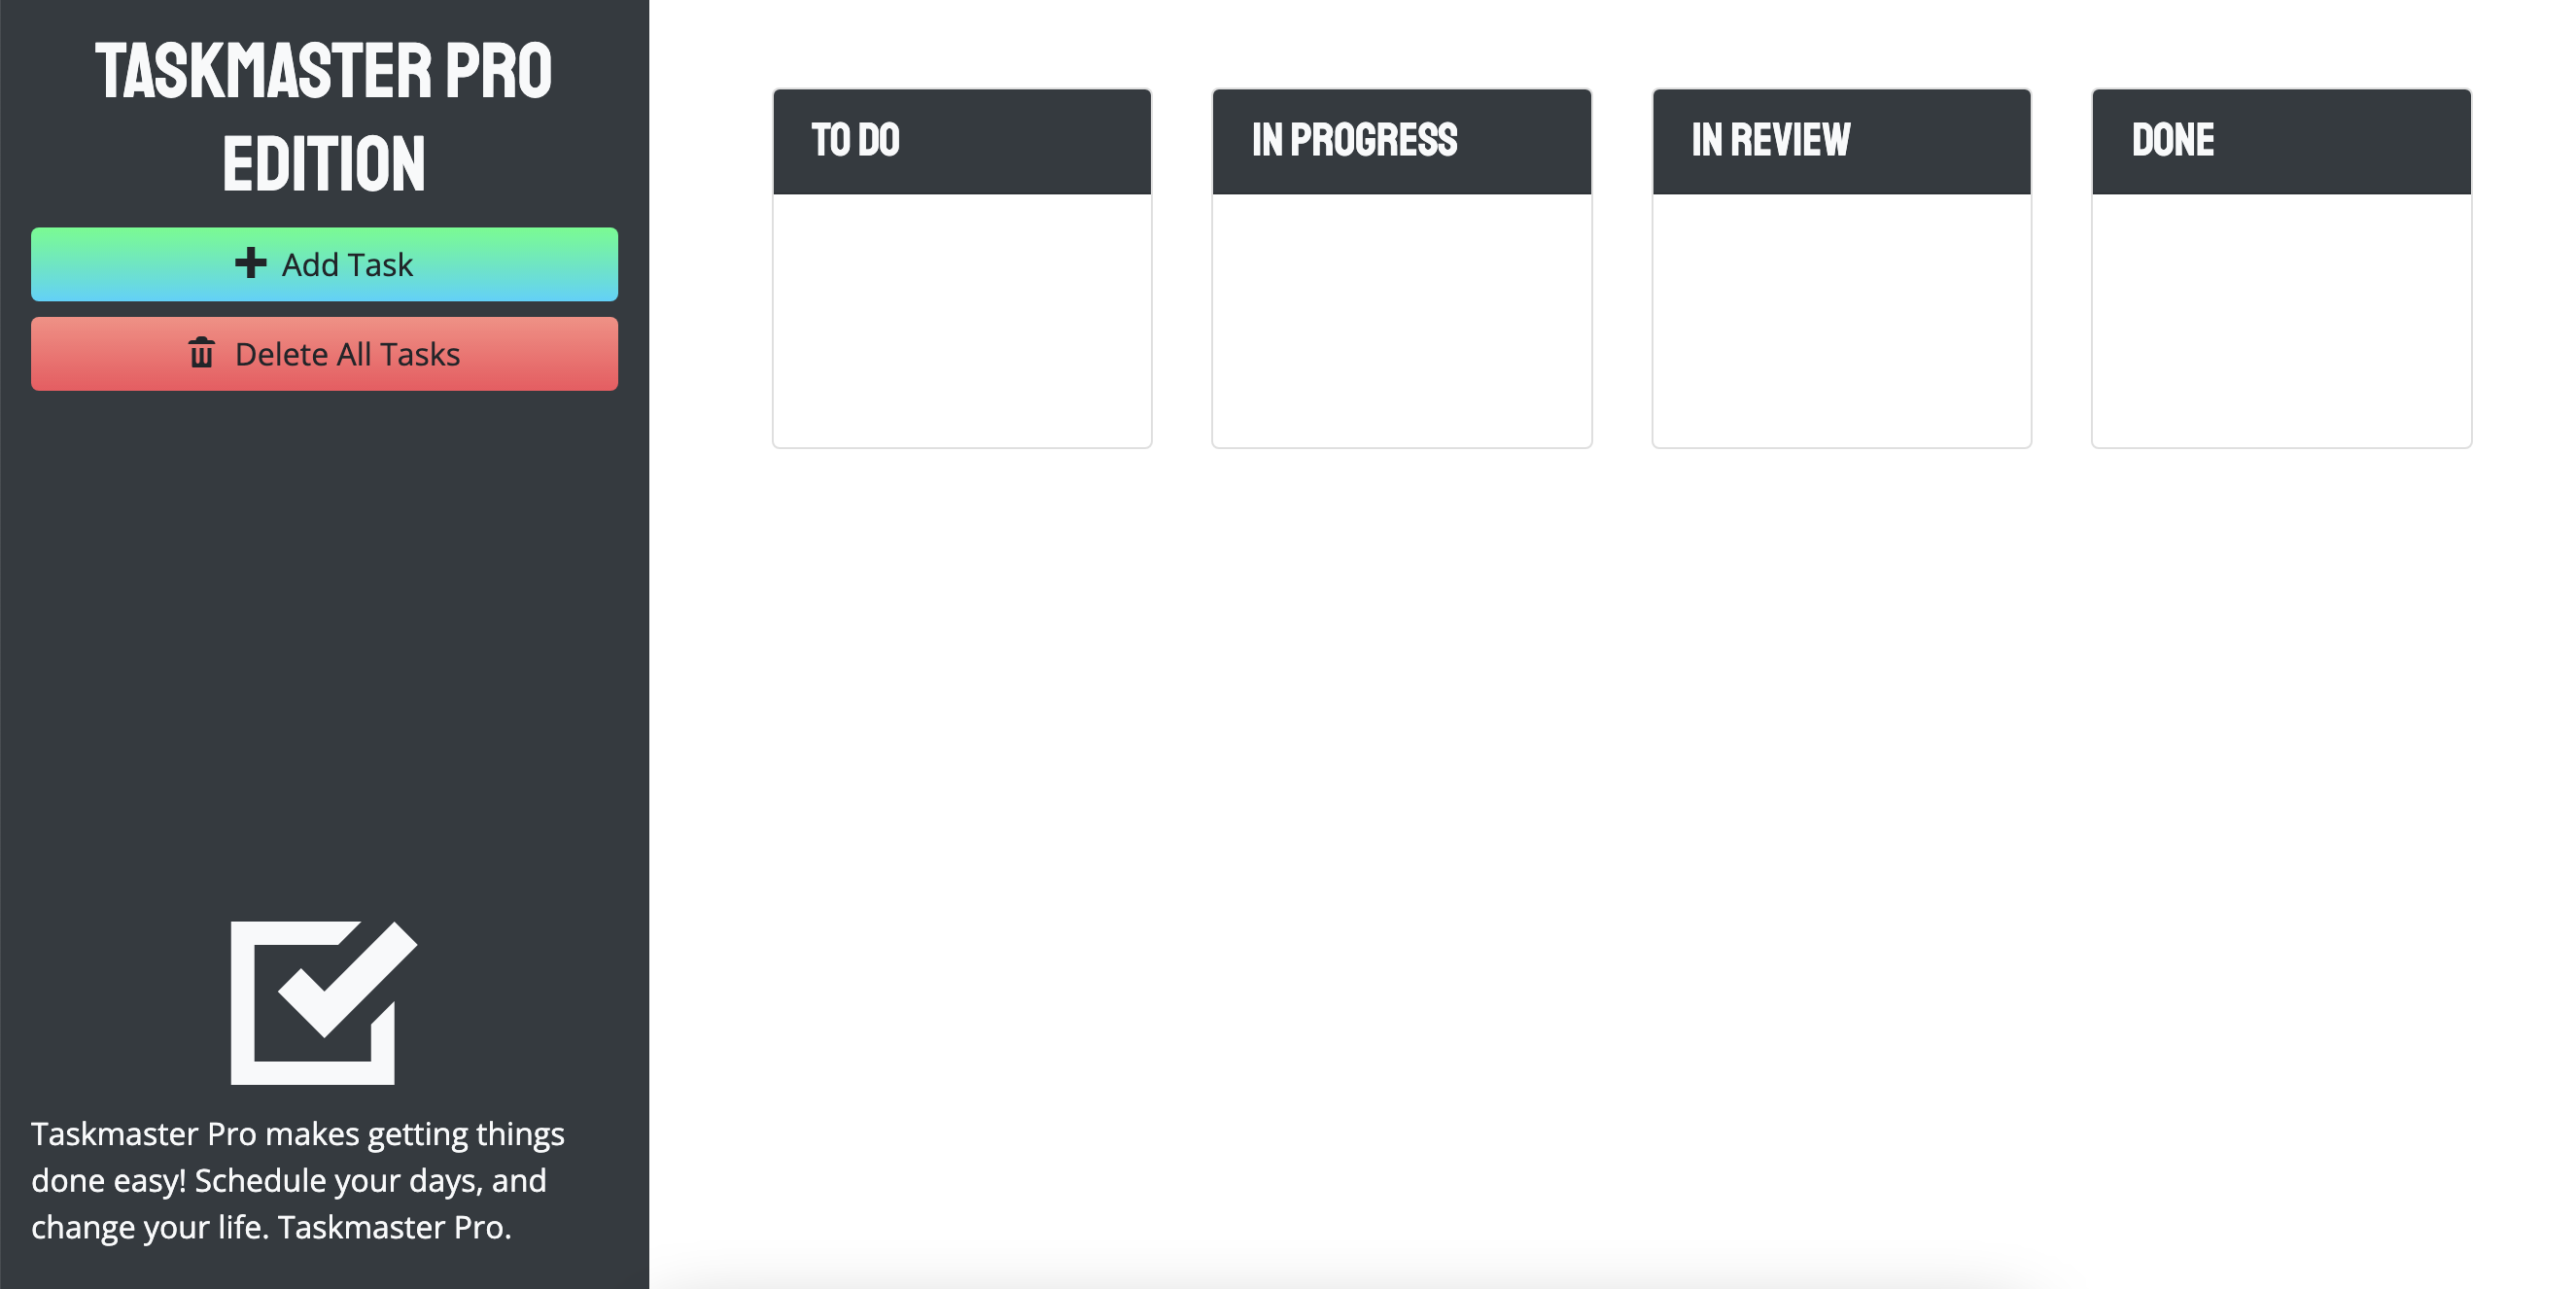 TASKMASTER PRO
EDITION
Add Task
Delete All Tasks
Taskmaster Pro makes getting things
done easy! Schedule your days, and
change your life. Taskmaster Pro.
TO DO
IN PROGRESS
IN REVIEW
DONE